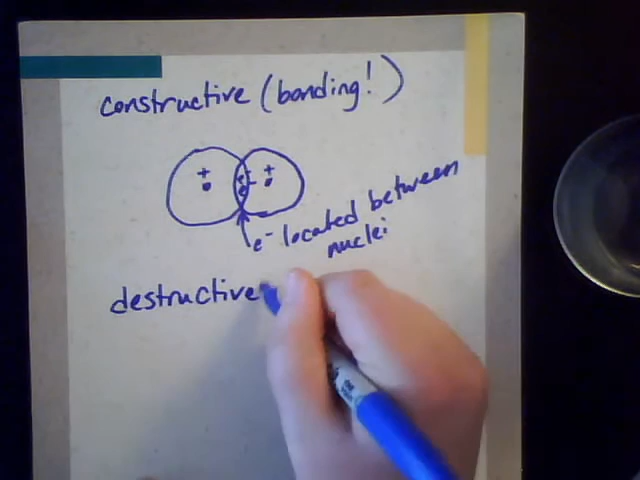 constructive (bonding!)
+ +
e⁻ located between
nuclei
destructive